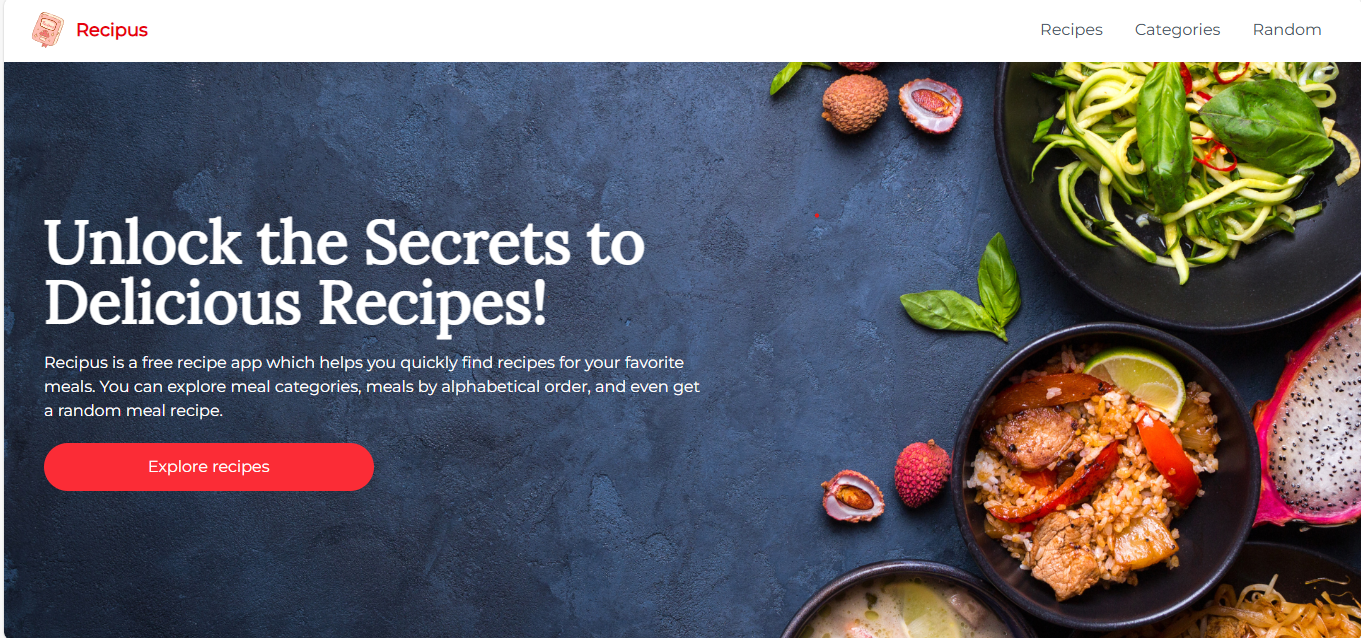 Recipus
Recipes Categories Random
Unlock the Secrets to
Delicious Recipes!
Recipus is a free recipe app which helps you quickly find recipes for your favorite
meals. You can explore meal categories, meals by alphabetical order, and even get
a random meal recipe.
Explore recipes